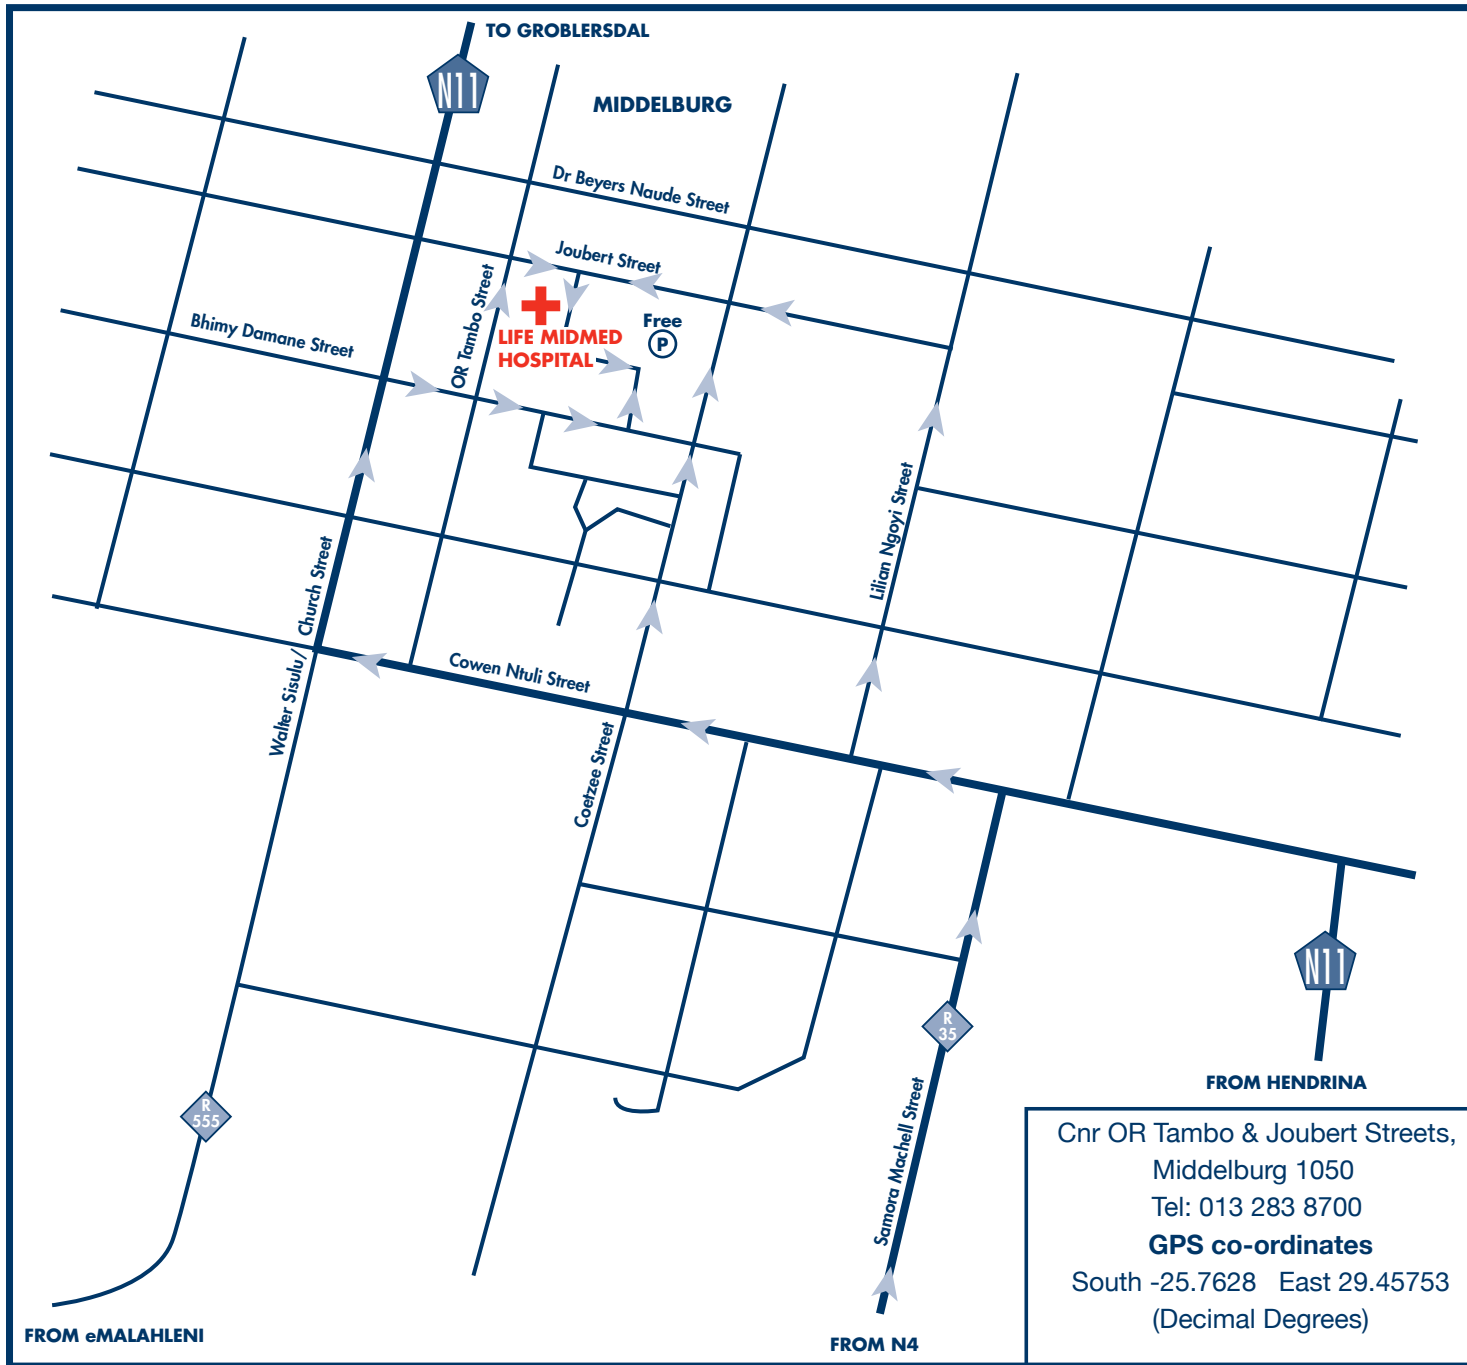 TO GROBLERSDAL
N11
MIDDELBURG
Dr Beyers Naude Street
Joubert Street
OR Tambo Street
Free
P
LIFE MIDMED
HOSPITAL
Bhimy Damane Street
Lilian Ngoyi Street
Walter Sisulu/ Church Street
Cowen Ntuli Street
Coetzee Street
N11
R
35
FROM HENDRINA
R
555
Samora Machell Street
FROM eMALAHLENI
FROM N4
Cnr OR Tambo & Joubert Streets,
Middelburg 1050
Tel: 013 283 8700
GPS co-ordinates
South -25.7628 East 29.45753
(Decimal Degrees)